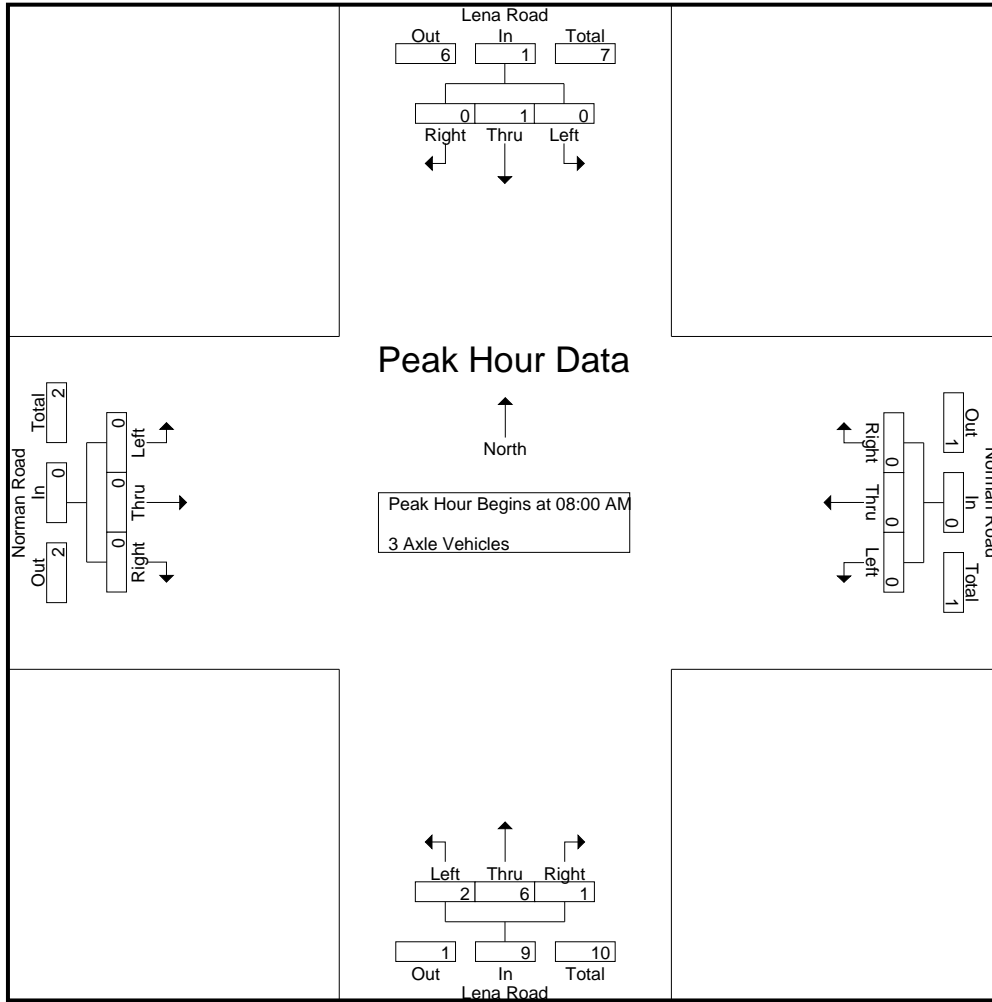 Lena Road
Out In Total
6 1 7
0 1 0
Right Thru Left
Peak Hour Data
North
Peak Hour Begins at 08:00 AM
3 Axle Vehicles
Norman Road
Out In Total
2 0 2
0 0 0
Left Thru Right
Norman Road
Out In Total
1 0 1
0 0 0
Right Thru Left
Left Thru Right
2 6 1
1 9 10
Out In Total
Lena Road